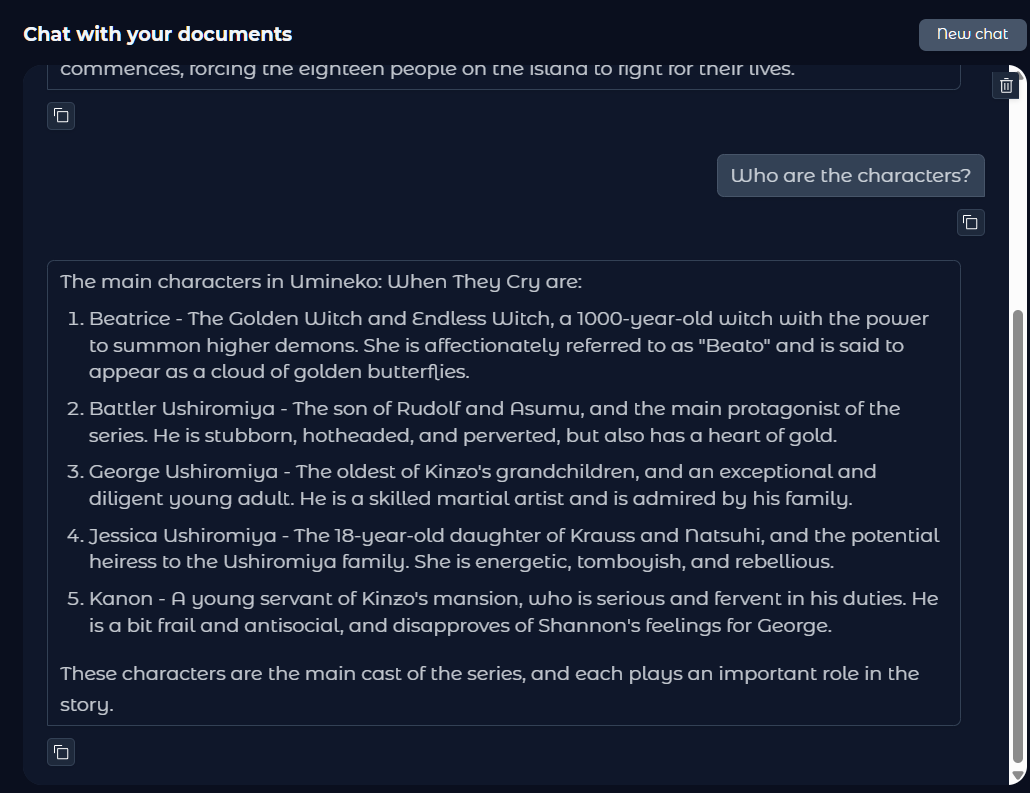 Chat with your documents
New chat
commences, forcing the eighteen people on the island to fight for their lives.
Who are the characters?
The main characters in Umineko: When They Cry are:
1. Beatrice - The Golden Witch and Endless Witch, a 1000-year-old witch with the power
to summon higher demons. She is affectionately referred to as "Beato" and is said to
appear as a cloud of golden butterflies.
2. Battler Ushiromiya - The son of Rudolf and Asumu, and the main protagonist of the
series. He is stubborn, hotheaded, and perverted, but also has a heart of gold.
3. George Ushiromiya - The oldest of Kinzo's grandchildren, and an exceptional and
diligent young adult. He is a skilled martial artist and is admired by his family.
4. Jessica Ushiromiya - The 18-year-old daughter of Krauss and Natsuhi, and the potential
heiress to the Ushiromiya family. She is energetic, tomboyish, and rebellious.
5. Kanon - A young servant of Kinzo's mansion, who is serious and fervent in his duties. He
is a bit frail and antisocial, and disapproves of Shannon's feelings for George.
These characters are the main cast of the series, and each plays an important role in the
story.